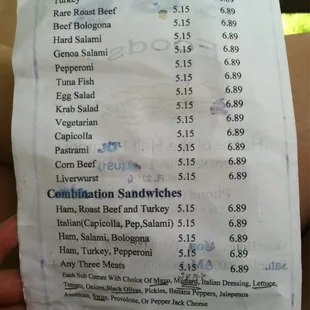 Turkey 5.15 6.89
Rare Roast Beef 5.15 6.89
Beef Bologona 5.15 6.89
Hard Salami 5.15 6.89
Genoa Salami 5.15 6.89
Pepperoni 5.15 6.89
Tuna Fish 5.15 6.89
Egg Salad 5.15 6.89
Krab Salad 5.15 6.89
Vegetarian 5.15 6.89
Capicolla 5.15 6.89
Pastrami 5.15 6.89
Corn Beef 5.15 6.89
Liverwurst 5.15 6.89
Combination Sandwiches
Ham, Roast Beef and Turkey 5.15 6.89
Italian(Capicolla, Pep,Salami) 5.15 6.89
Ham, Salami, Bologona 5.15 6.89
Ham, Turkey, Pepperoni 5.15 6.89
Any Three Meats 5.15 6.89
Each Sub Comes With Choice Of Mayo, Mustard, Italian Dressing, Lettuce,
Tomato, Onions,Black Olives, Pickles, Banana Peppers, Jalepenos
American, Swiss, Provolona, Or Pepper Jack Cheese